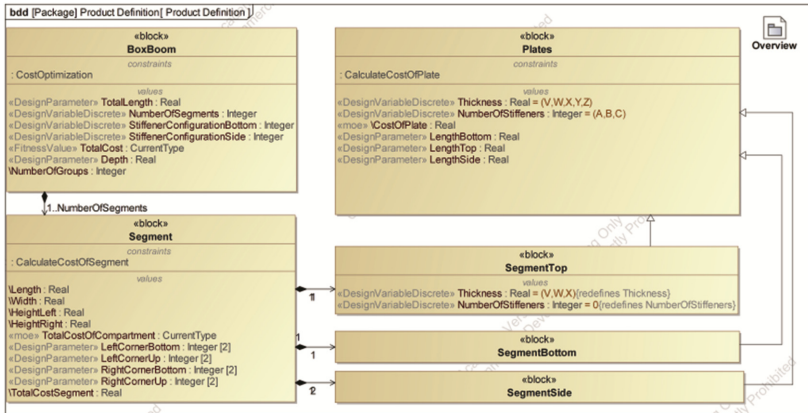 bdd [Package] Product Definition[ Product Definition ]
Overview
«block»
BoxBoom
constraints
: CostOptimization
values
«DesignParameter» TotalLength : Real
«DesignVariableDiscrete» NumberOfSegments : Integer
«DesignVariableDiscrete» StiffenerConfigurationBottom : Integer
«DesignVariableDiscrete» StiffenerConfigurationSide : Integer
«FitnessValue» TotalCost : CurrentType
«DesignParameter» Depth : Real
\NumberOfGroups : Integer
«block»
Plates
constraints
: CalculateCostOfPlate
values
«DesignVariableDiscrete» Thickness : Real = (V,W,X,Y,Z)
«DesignVariableDiscrete» NumberOfStiffeners : Integer = (A,B,C)
«moe» \CostOfPlate : Real
«DesignParameter» LengthBottom : Real
«DesignParameter» LengthTop : Real
«DesignParameter» LengthSide : Real
1..NumberOfSegments
«block»
Segment
constraints
: CalculateCostOfSegment
values
\Length : Real
\Width : Real
\HeightLeft : Real
\HeightRight : Real
«moe» TotalCostOfCompartment : CurrentType
«DesignParameter» LeftCornerBottom : Integer [2]
«DesignParameter» LeftCornerUp : Integer [2]
«DesignParameter» RightCornerBottom : Integer [2]
«DesignParameter» RightCornerUp : Integer [2]
\TotalCostSegment : Real
«block»
SegmentTop
values
«DesignVariableDiscrete» Thickness : Real = (V,W,X){redefines Thickness}
«DesignVariableDiscrete» NumberOfStiffeners : Integer = 0{redefines NumberOfStiffeners}
1
1
«block»
SegmentBottom
«block»
SegmentSide